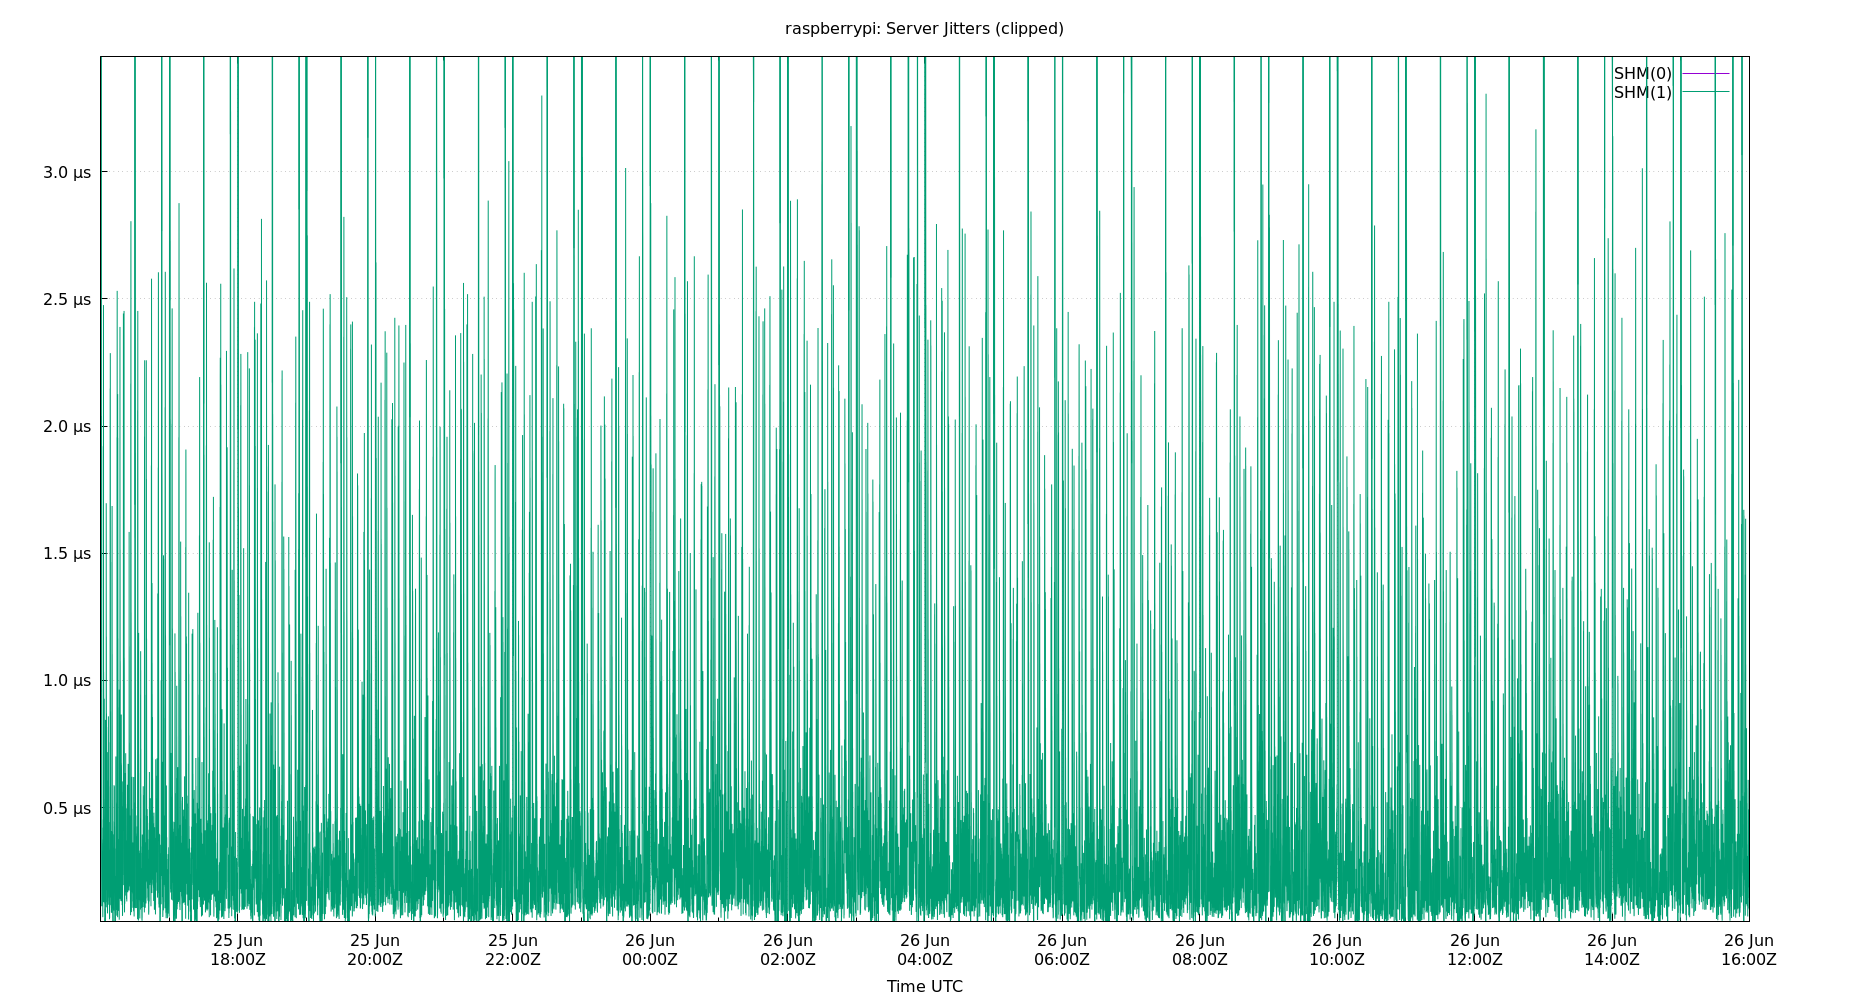 raspberrypi: Server Jitters (clipped)
SHM(0)
SHM(1)
3.0 µs
2.5 µs
2.0 µs
1.5 µs
1.0 µs
0.5 µs
25 Jun 25 Jun 25 Jun 26 Jun 26 Jun 26 Jun 26 Jun 26 Jun 26 Jun 26 Jun 26 Jun 26 Jun
18:00Z 20:00Z 22:00Z 00:00Z 02:00Z 04:00Z 06:00Z 08:00Z 10:00Z 12:00Z 14:00Z 16:00Z
Time UTC